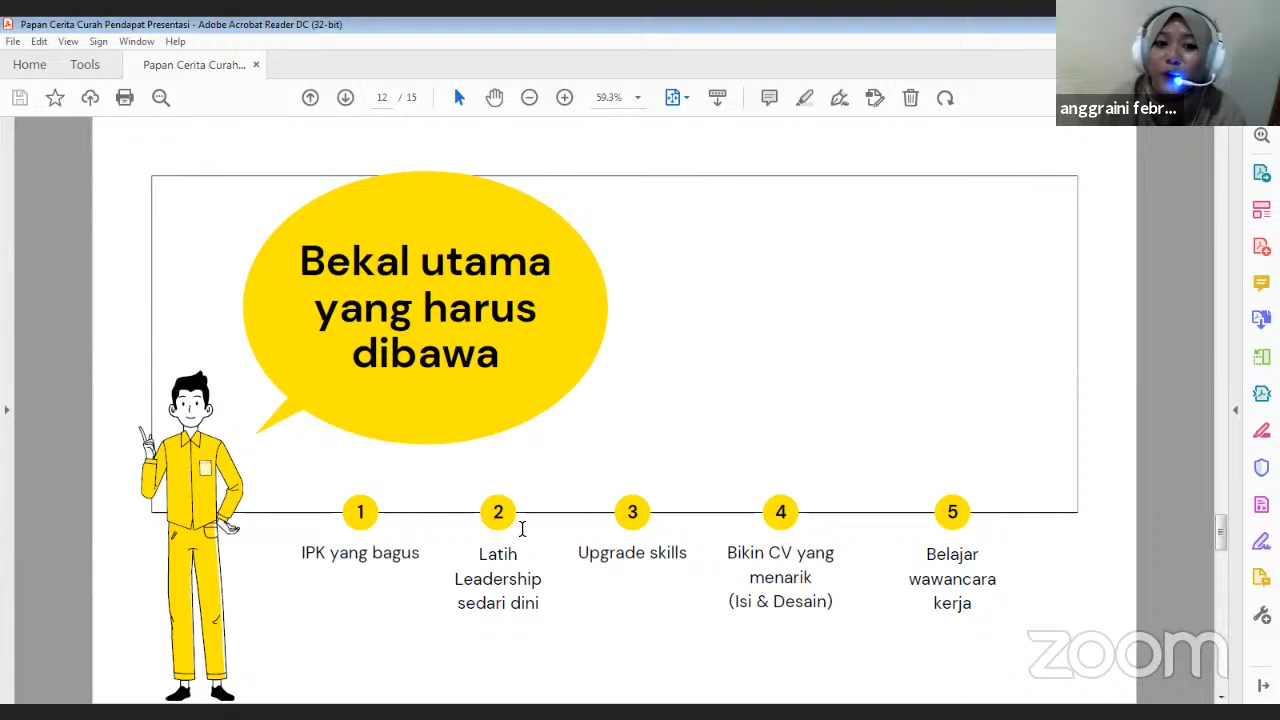 Papan Cerita Curah Pendapat Presentasi - Adobe Acrobat Reader DC (32-bit)
File Edit View Sign Window Help
Home Tools Papan Cerita Curah... ×
12 / 15 59.3%
anggraini febr...
Bekal utama
yang harus
dibawa
1 2 3 4 5
IPK yang bagus
Latih
Leadership
sedari dini
Upgrade skills
Bikin CV yang
menarik
(Isi & Desain)
Belajar
wawancara
kerja
zoom